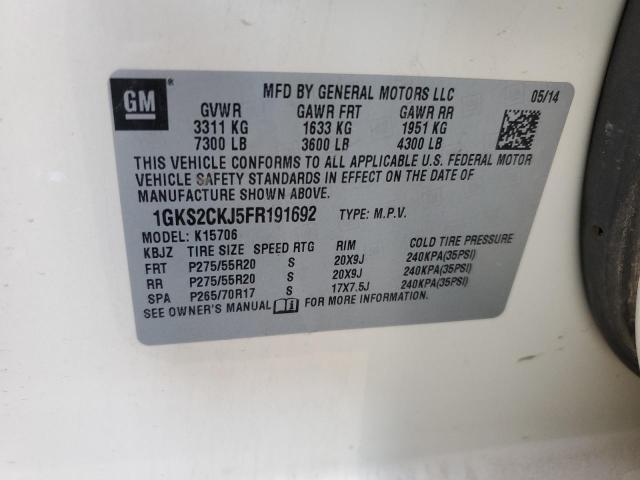 GM ®
MFD BY GENERAL MOTORS LLC 05/14
GVWR GAWR FRT GAWR RR
3311 KG 1633 KG 1951 KG
7300 LB 3600 LB 4300 LB
THIS VEHICLE CONFORMS TO ALL APPLICABLE U.S. FEDERAL MOTOR
VEHICLE SAFETY STANDARDS IN EFFECT ON THE DATE OF
MANUFACTURE SHOWN ABOVE.
1GKS2CKJ5FR191692 TYPE: M.P.V.
MODEL: K15706
KBJZ TIRE SIZE SPEED RTG RIM COLD TIRE PRESSURE
FRT P275/55R20 S 20X9J 240KPA(35PSI)
RR P275/55R20 S 20X9J 240KPA(35PSI)
SPA P265/70R17 S 17X7.5J 240KPA(35PSI)
SEE OWNER'S MANUAL FOR MORE INFORMATION.